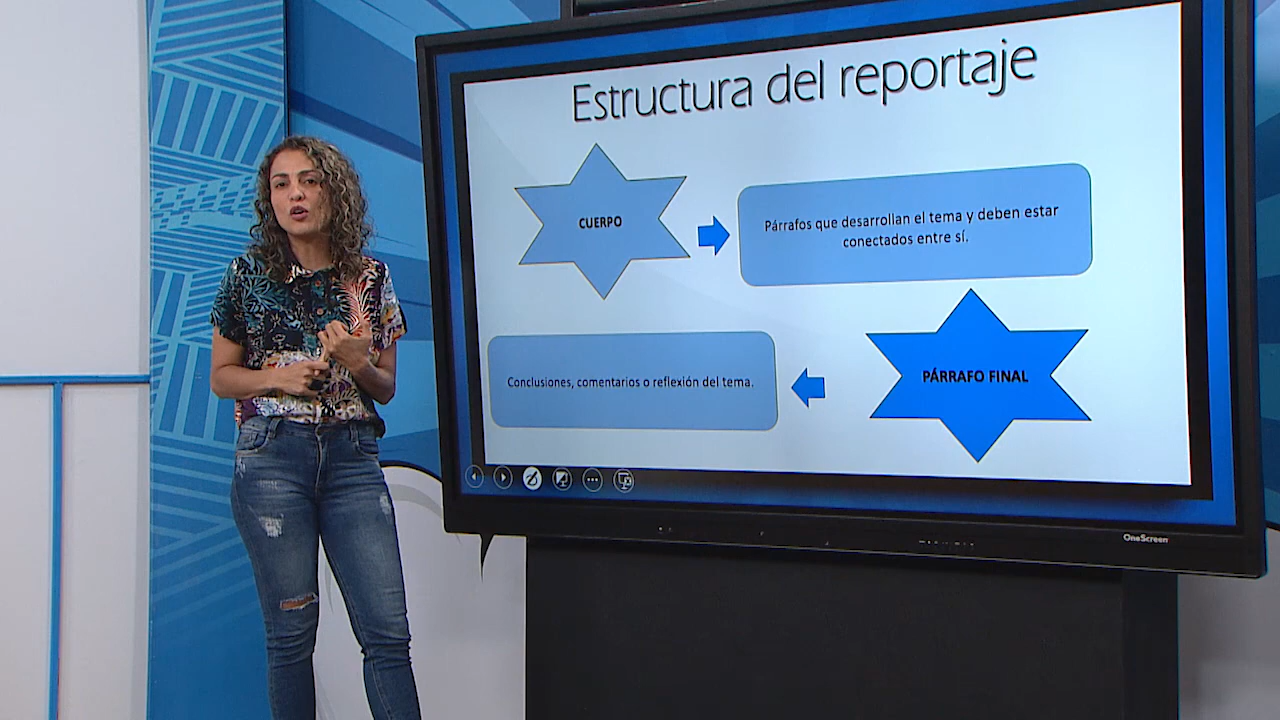 Estructura del reportaje
CUERPO
Párrafos que desarrollan el tema y deben estar
conectados entre sí.
Conclusiones, comentarios o reflexión del tema.
PÁRRAFO FINAL
OneScreen